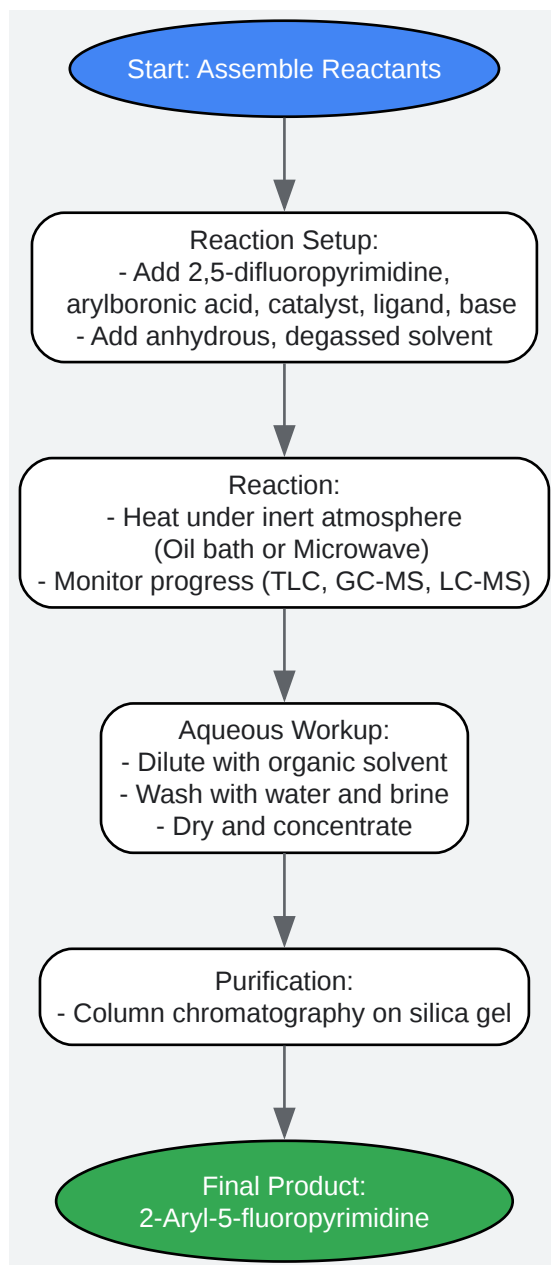 Start: Assemble Reactants
Reaction Setup:
- Add 2,5-difluoropyrimidine,
arylboronic acid, catalyst, ligand, base
- Add anhydrous, degassed solvent
Reaction:
- Heat under inert atmosphere
(Oil bath or Microwave)
- Monitor progress (TLC, GC-MS, LC-MS)
Aqueous Workup:
- Dilute with organic solvent
- Wash with water and brine
- Dry and concentrate
Purification:
- Column chromatography on silica gel
Final Product:
2-Aryl-5-fluoropyrimidine